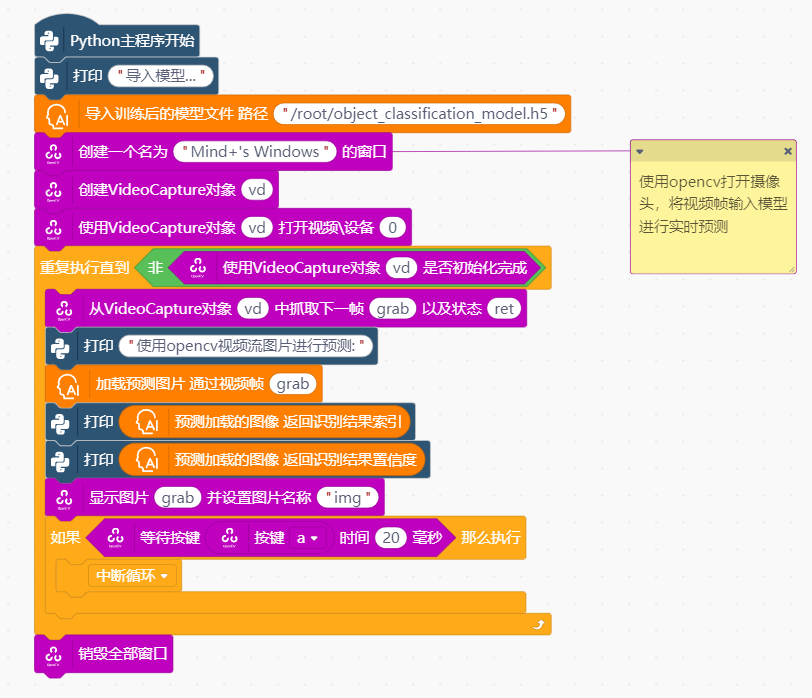 Python主程序开始
打印 "导入模型..."
导入训练后的模型文件 路径 "/root/object_classification_model.h5"
创建一个名为 "Mind+'s Windows" 的窗口
创建VideoCapture对象 vd
使用VideoCapture对象 vd 打开视频\设备 0
重复执行直到 非 使用VideoCapture对象 vd 是否初始化完成
从VideoCapture对象 vd 中抓取下一帧 grab 以及状态 ret
打印 "使用opencv视频流图片进行预测:"
加载预测图片 通过视频帧 grab
打印 预测加载的图像 返回识别结果索引
打印 预测加载的图像 返回识别结果置信度
显示图片 grab 并设置图片名称 "img"
如果 等待按键 按键 a 时间 20 毫秒 那么执行
中断循环
销毁全部窗口
使用opencv打开摄像
头，将视频帧输入模型
进行实时预测